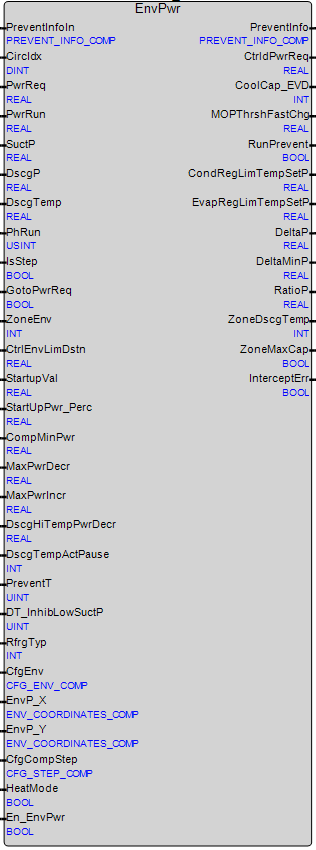 EnvPwr
PreventInfoIn
PREVENT_INFO_COMP
CircIdx
DINT
PwrReq
REAL
PwrRun
REAL
SuctP
REAL
DscgP
REAL
DscgTemp
REAL
PhRun
USINT
IsStep
BOOL
GotoPwrReq
BOOL
ZoneEnv
INT
CtrlEnvLimDstn
REAL
StartupVal
REAL
StartUpPwr_Perc
REAL
CompMinPwr
REAL
MaxPwrDecr
REAL
MaxPwrIncr
REAL
DscgHiTempPwrDecr
REAL
DscgTempActPause
INT
PreventT
UINT
DT_InhibLowSuctP
UINT
RfrgTyp
INT
CfgEnv
CFG_ENV_COMP
EnvP_X
ENV_COORDINATES_COMP
EnvP_Y
ENV_COORDINATES_COMP
CfgCompStep
CFG_STEP_COMP
HeatMode
BOOL
En_EnvPwr
BOOL
PreventInfo
PREVENT_INFO_COMP
CtrldPwrReq
REAL
CoolCap_EVD
INT
MOPThrshFastChg
REAL
RunPrevent
BOOL
CondRegLimTempSetP
REAL
EvapRegLimTempSetP
REAL
DeltaP
REAL
DeltaMinP
REAL
RatioP
REAL
ZoneDscgTemp
INT
ZoneMaxCap
BOOL
InterceptErr
BOOL